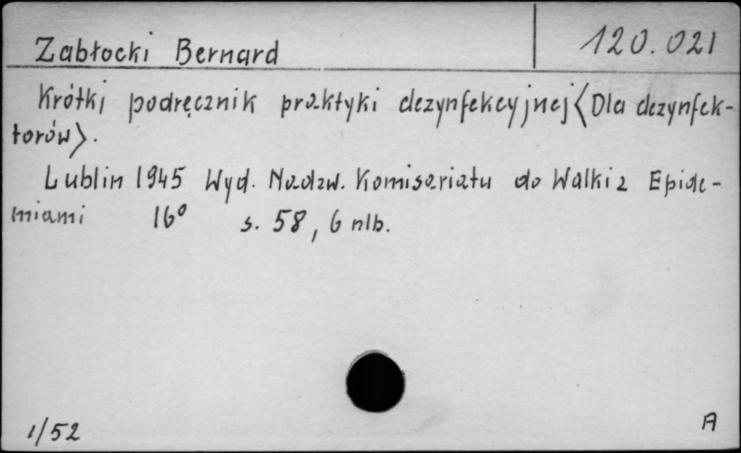 Zabłocki Bernard
120.021
Krótki podręcznik praktyki dezynfekcyjnej <Dla dezynfek-
torów>.
Lublin 1945 Wyd. Nadzw. Komisariatu do Walki z Epide-
miami 16° s. 58, 6 nlb.
1/52
A